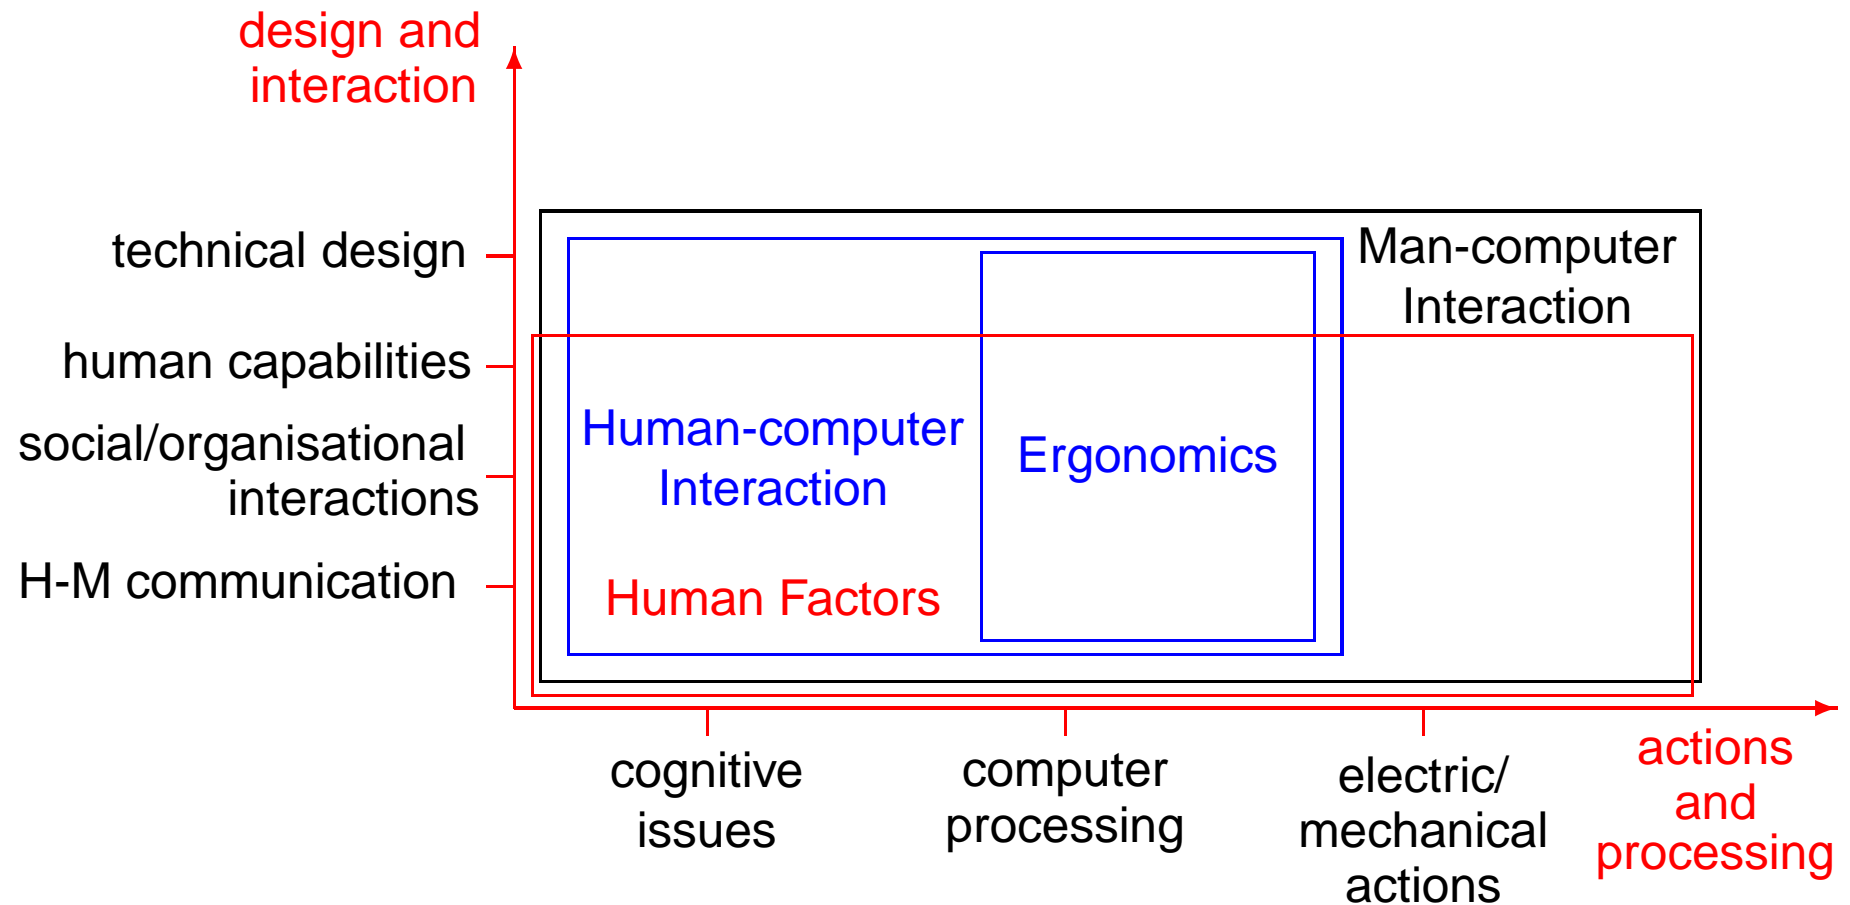 design and
interaction
technical design
Man-computer
Interaction
human capabilities
social/organisational
interactions
Human-computer
Interaction
Ergonomics
H-M communication
Human Factors
cognitive
issues
computer
processing
electric/
mechanical
actions
actions
and
processing